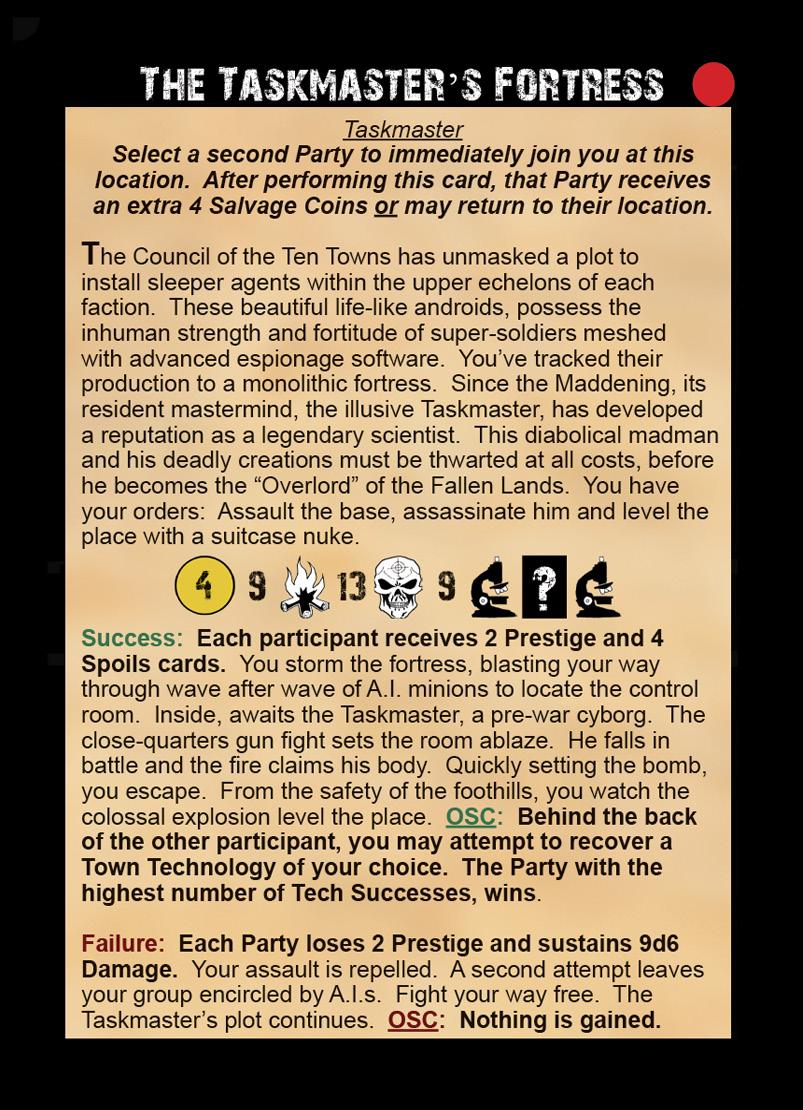 The Taskmaster's Fortress
Taskmaster
Select a second Party to immediately join you at this
location.  After performing this card, that Party receives
an extra 4 Salvage Coins or may return to their location.
The Council of the Ten Towns has unmasked a plot to
install sleeper agents within the upper echelons of each
faction.  These beautiful life-like androids, possess the
inhuman strength and fortitude of super-soldiers meshed
with advanced espionage software.  You've tracked their
production to a monolithic fortress.  Since the Maddening, its
resident mastermind, the illusive Taskmaster, has developed
a reputation as a legendary scientist.  This diabolical madman
and his deadly creations must be thwarted at all costs, before
he becomes the “Overlord” of the Fallen Lands.  You have
your orders:  Assault the base, assassinate him and level the
place with a suitcase nuke.
4 9 13 9 ?
Success:  Each participant receives 2 Prestige and 4
Spoils cards.  You storm the fortress, blasting your way
through wave after wave of A.I. minions to locate the control
room.  Inside, awaits the Taskmaster, a pre-war cyborg.  The
close-quarters gun fight sets the room ablaze.  He falls in
battle and the fire claims his body.  Quickly setting the bomb,
you escape.  From the safety of the foothills, you watch the
colossal explosion level the place.  OSC:  Behind the back
of the other participant, you may attempt to recover a
Town Technology of your choice.  The Party with the
highest number of Tech Successes, wins.
Failure:  Each Party loses 2 Prestige and sustains 9d6
Damage.  Your assault is repelled.  A second attempt leaves
your group encircled by A.I.s.  Fight your way free.  The
Taskmaster's plot continues.  OSC:  Nothing is gained.